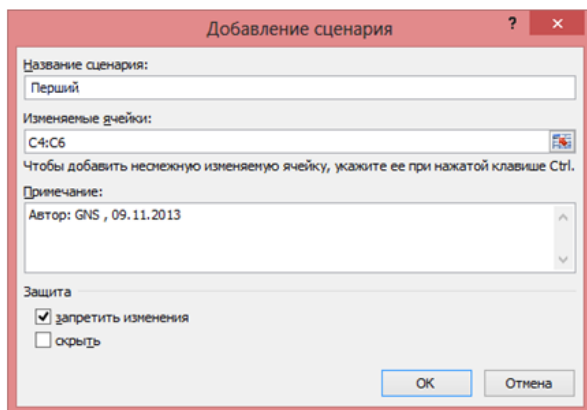 Добавление сценария
?
×
Название сценария:
Перший
Изменяемые ячейки:
C4:C6
Чтобы добавить несмежную изменяемую ячейку, укажите ее при нажатой клавише Ctrl.
Примечание:
Автор: GNS , 09.11.2013
Защита
запретить изменения
скрыть
ОК
Отмена